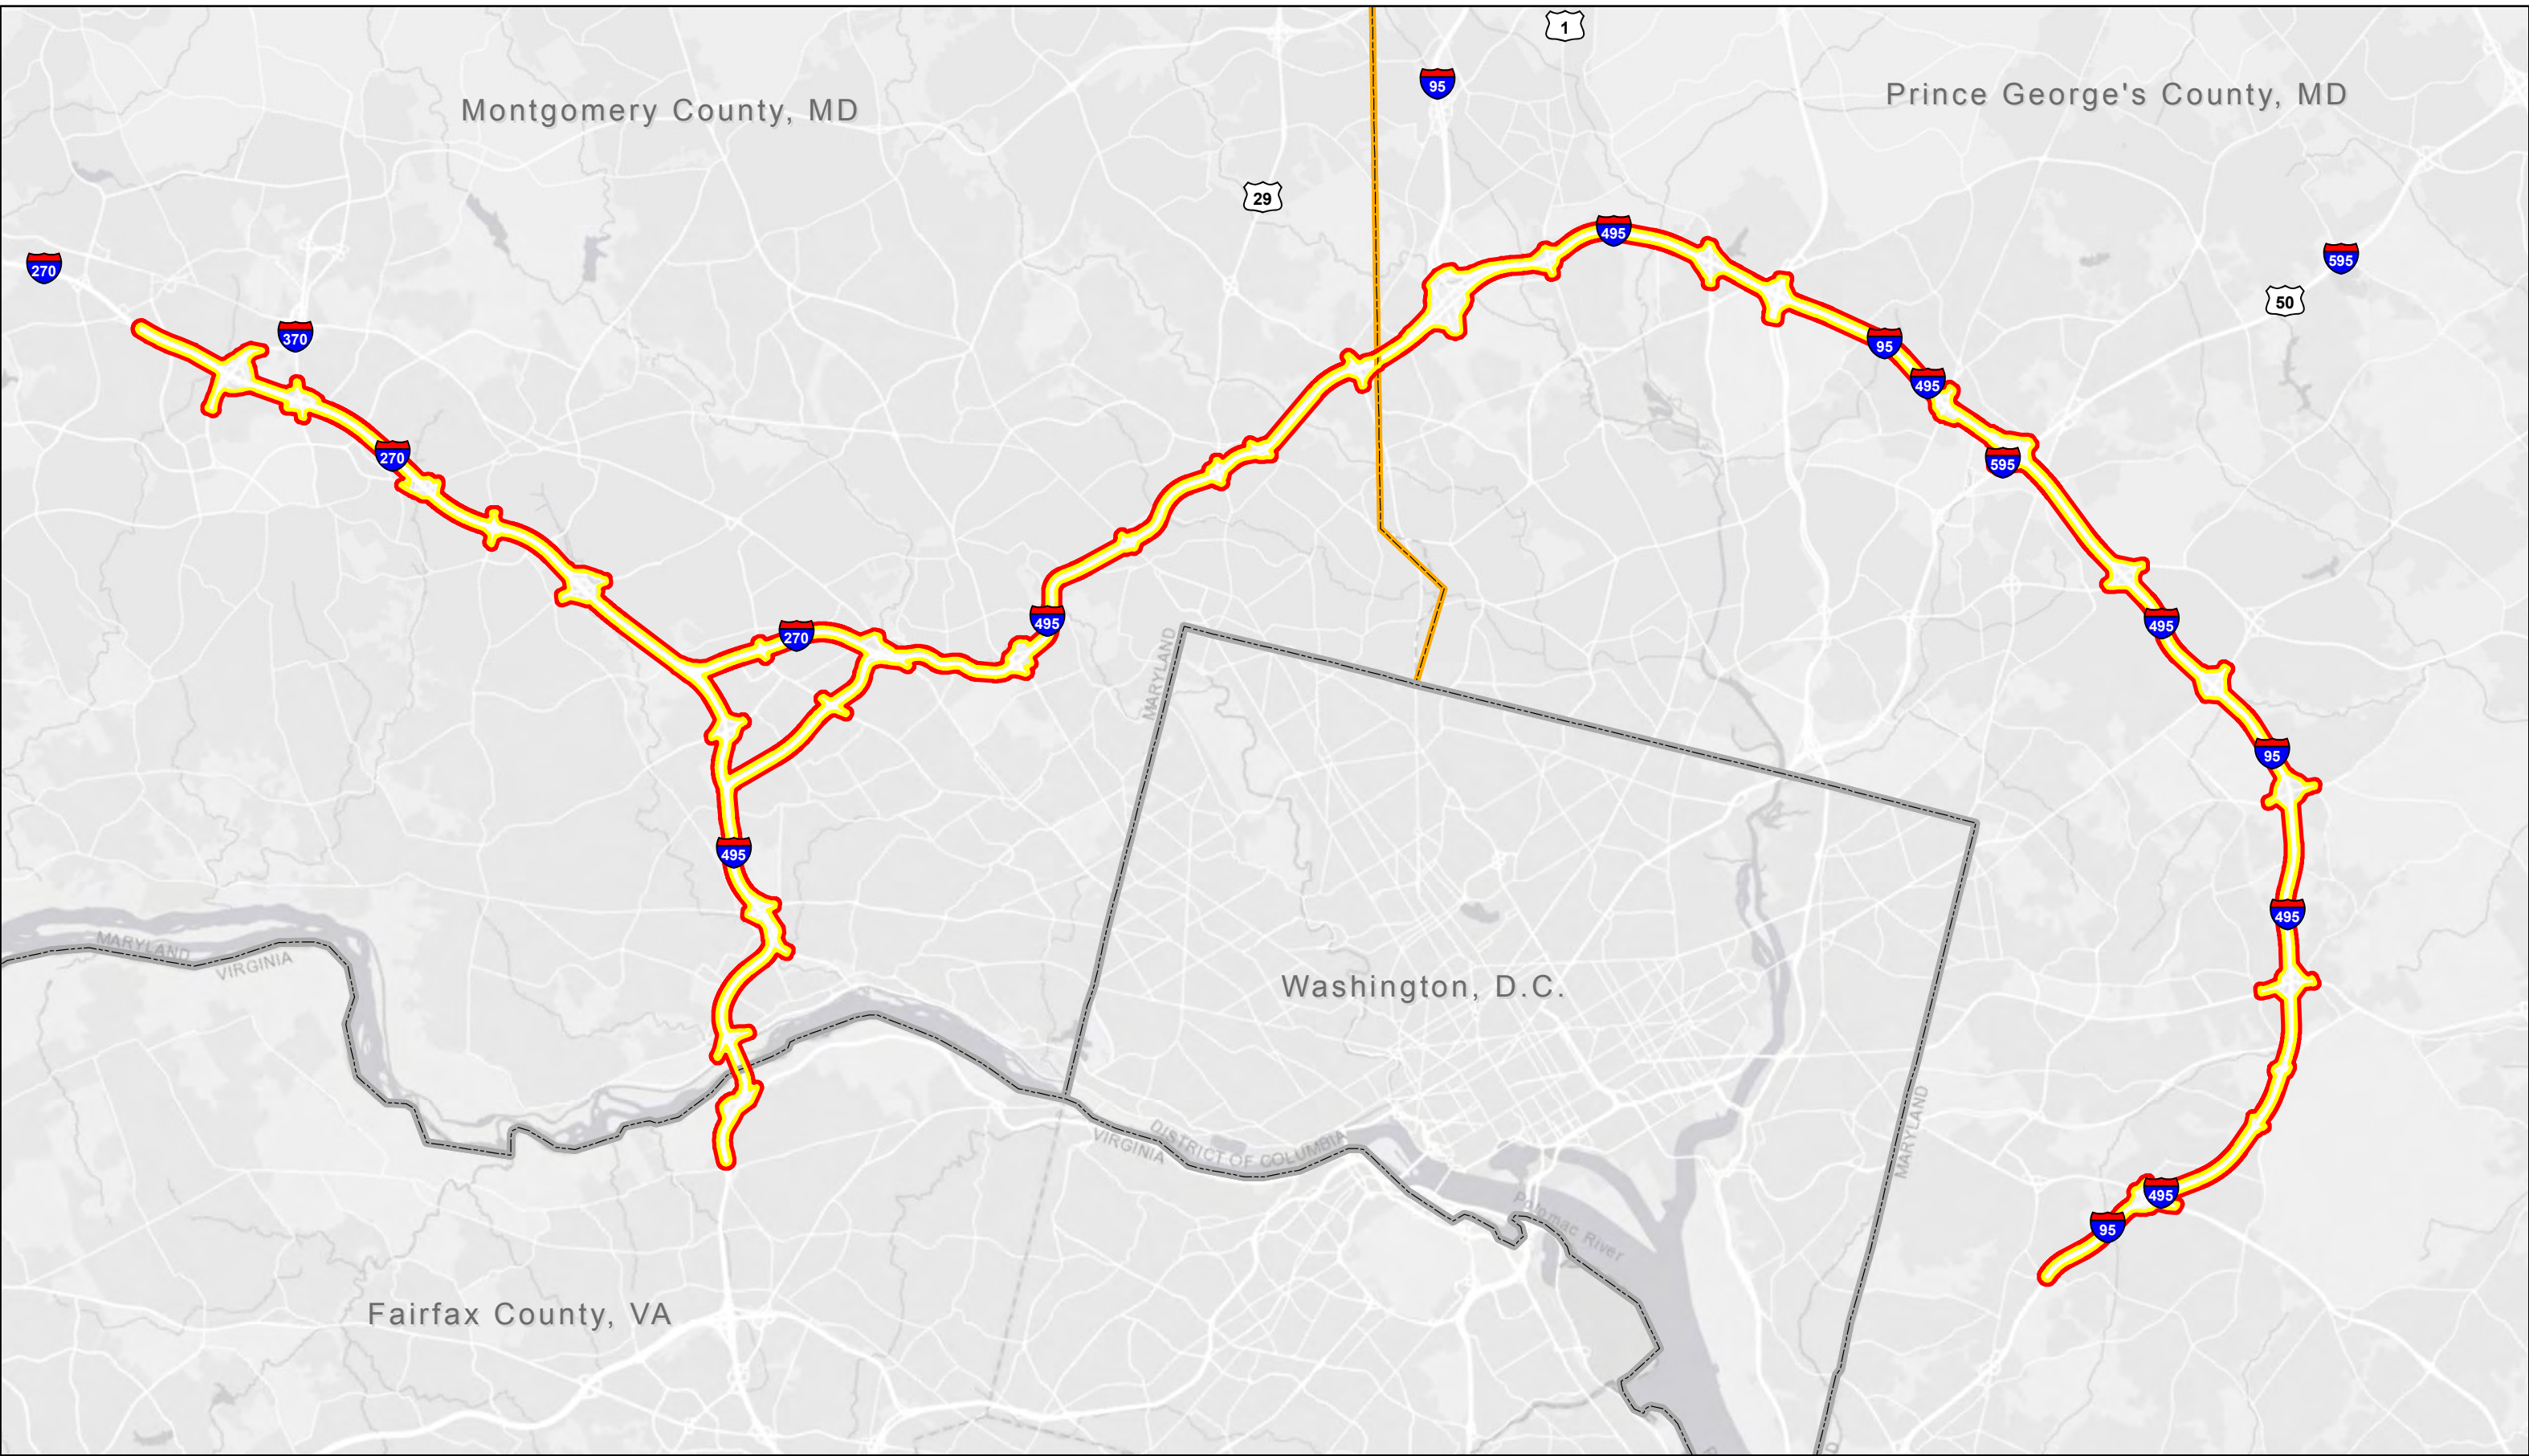 1
95
Prince George's County, MD
Montgomery County, MD
29
495
270
595
50
370
95
495
270
595
495
270
495
MARYLAND
95
495
495
MARYLAND
VIRGINIA
Washington, D.C.
DISTRICT OF COLUMBIA
VIRGINIA
MARYLAND
495
Potomac River
95
Fairfax County, VA